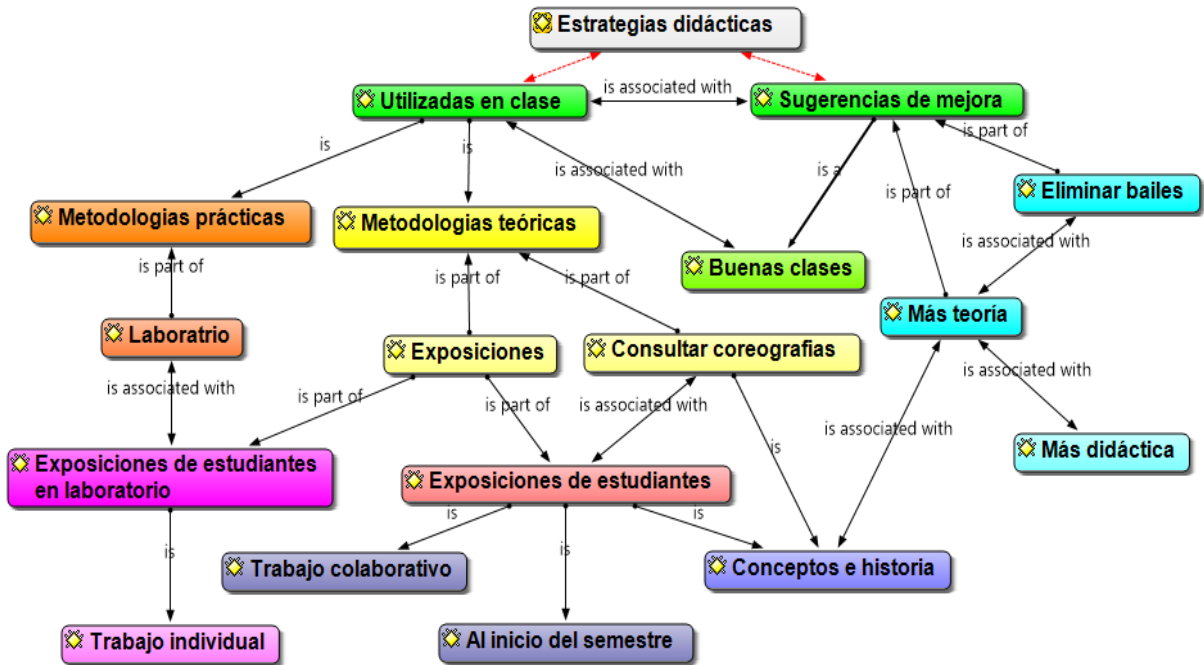 Estrategias didácticas
is associated with
Utilizadas en clase
Sugerencias de mejora
is
is
is associated with
is a
is part of
is part of
Eliminar bailes
Metodologias prácticas
Metodologias teóricas
is associated with
Buenas clases
is part of
is part of
is part of
Más teoría
Laboratrio
Exposiciones
Consultar coreografias
is associated with
is associated with
is part of
is part of
is associated with
is associated with
Más didáctica
is
Exposiciones de estudiantes
en laboratorio
Exposiciones de estudiantes
is
is
is
is
Trabajo colaborativo
Conceptos e historia
Trabajo individual
Al inicio del semestre